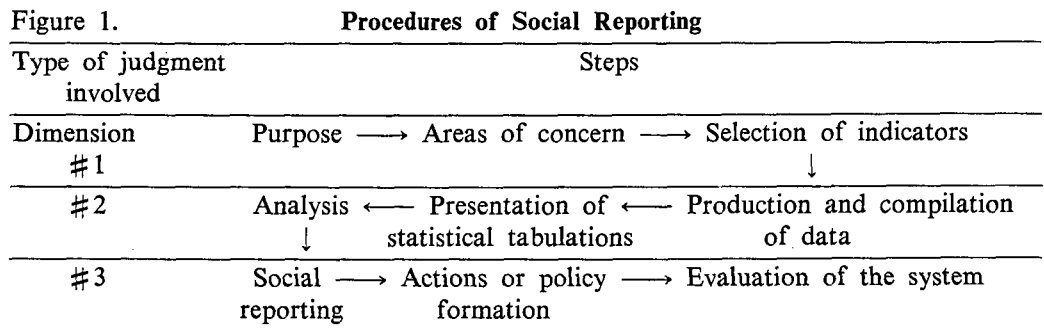 Figure 1. Procedures of Social Reporting
Type of judgment Steps
involved
Dimension Purpose ⟶ Areas of concern ⟶ Selection of indicators
#1 ↓
#2 Analysis ⟵ Presentation of ⟵ Production and compilation
↓ statistical tabulations of data
#3 Social ⟶ Actions or policy ⟶ Evaluation of the system
reporting formation